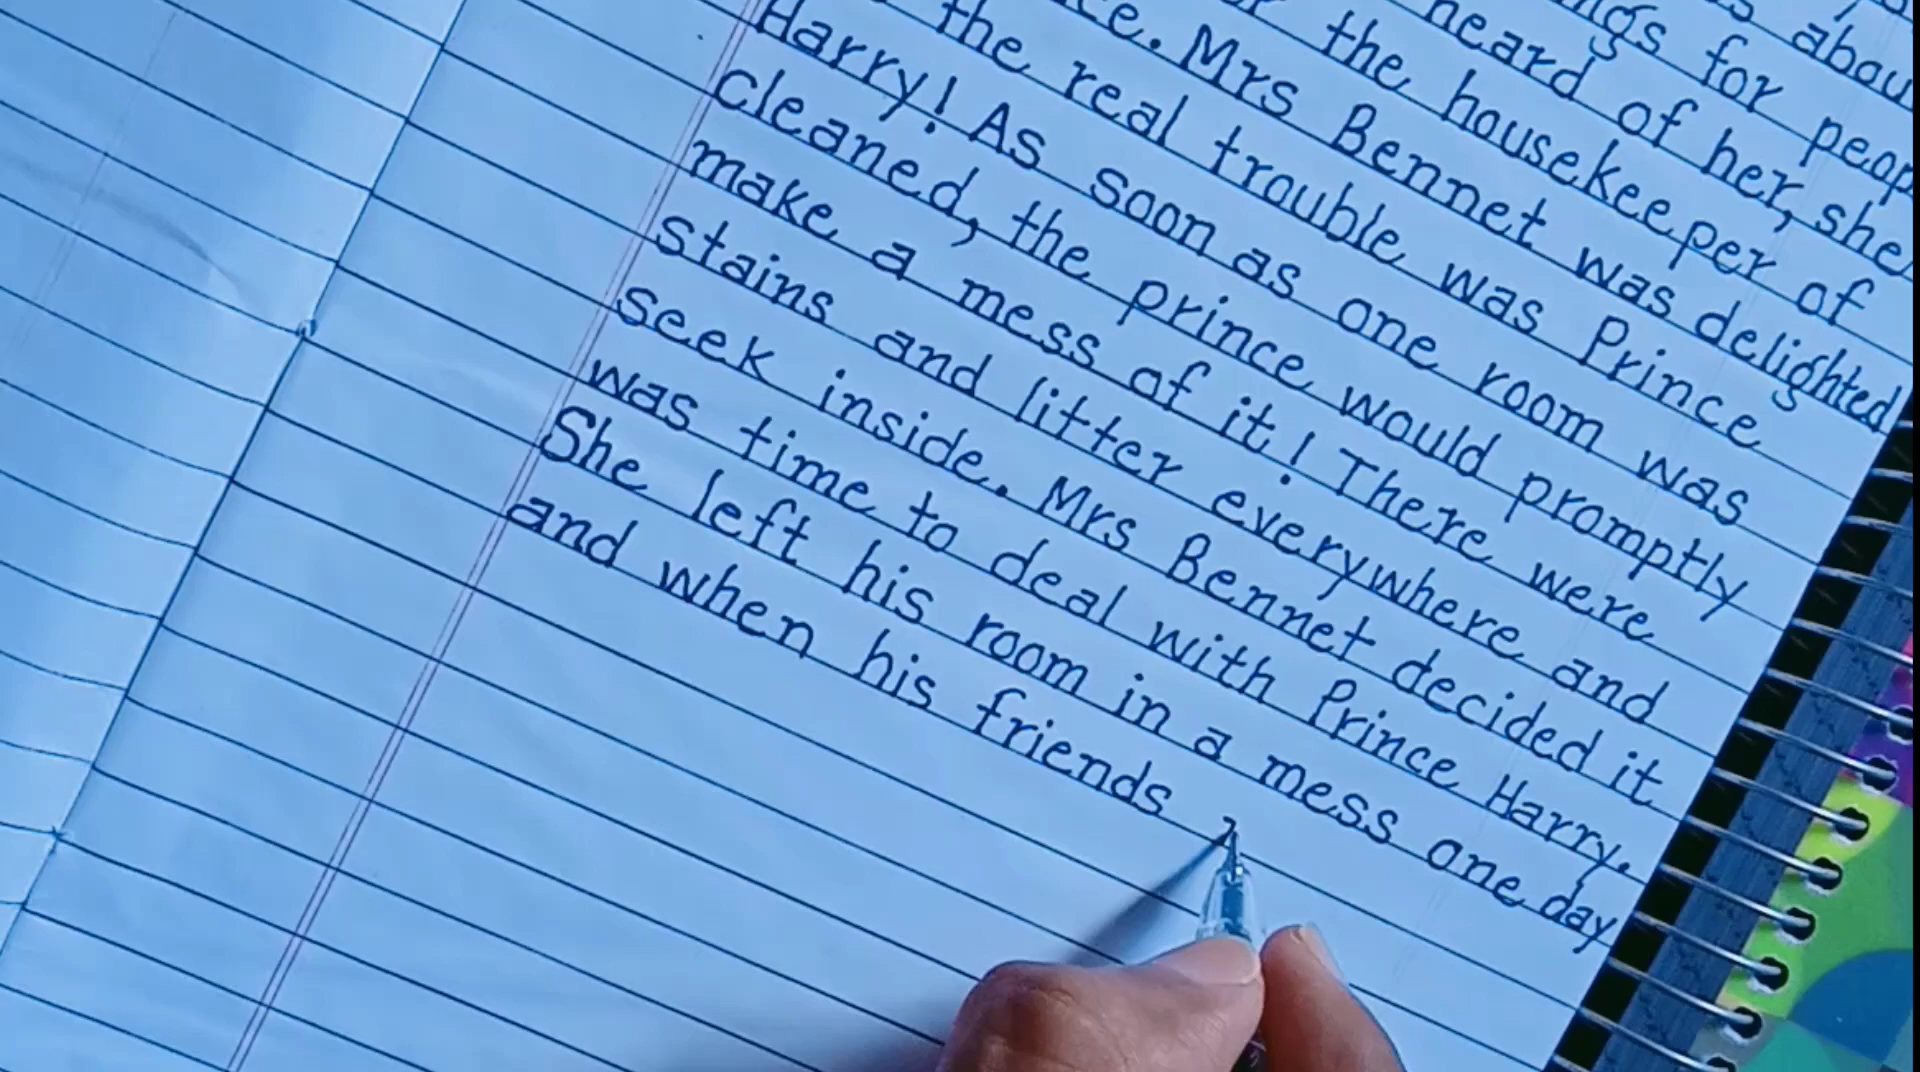 abou
for peop
heard of her, she
the housekeeper of
Mrs Bennet was delighted
the real trouble was Prince
Harry! As soon as one room was
cleaned, the prince would promptly
make a mess of it! There were
stains and litter everywhere and
seek inside. Mrs Bennet decided it
was time to deal with Prince Harry.
She left his room in a mess one day
and when his friends